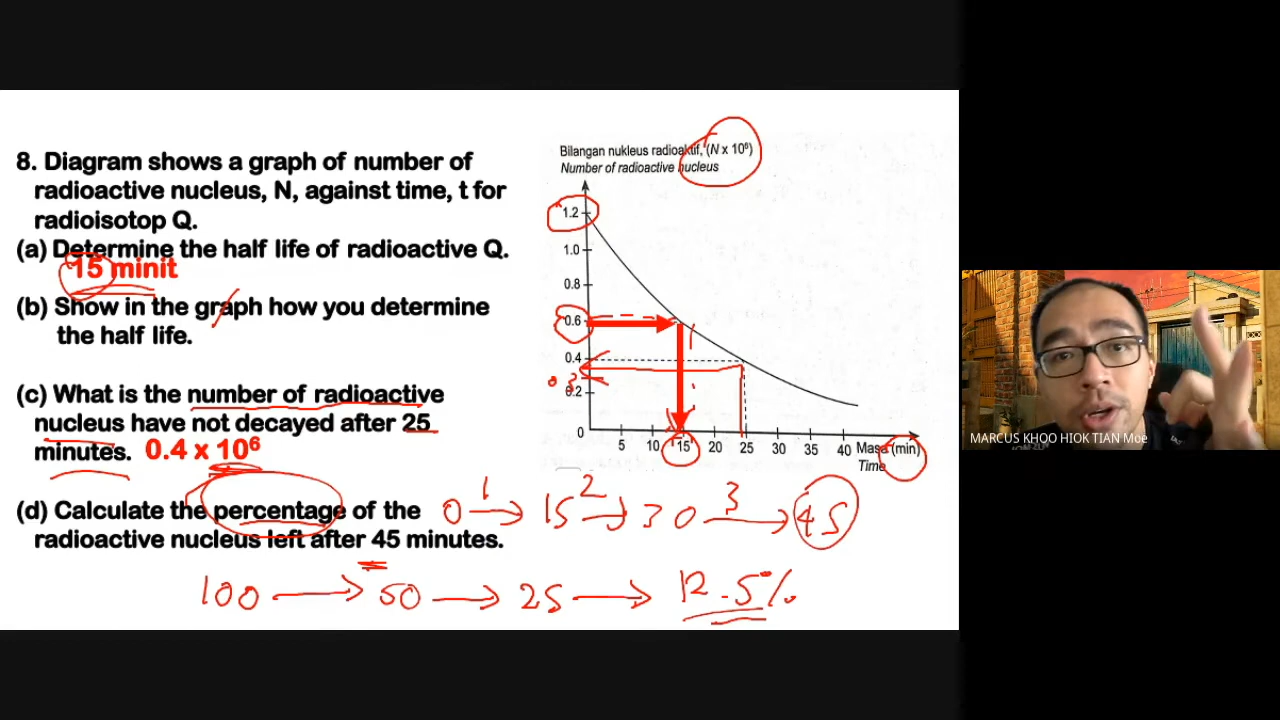 8. Diagram shows a graph of number of
radioactive nucleus, N, against time, t for
radioisotop Q.
(a) Determine the half life of radioactive Q.
15 minit
(b) Show in the graph how you determine
the half life.
(c) What is the number of radioactive
nucleus have not decayed after 25
minutes. 0.4 x 10⁶
(d) Calculate the percentage of the
radioactive nucleus left after 45 minutes.
Bilangan nukleus radioaktif, (N x 10⁶)
Number of radioactive nucleus
1.2
1.0
0.8
0.6
0.4
0.2
0
5 10 15 20 25 30 35 40 Masa (min)
Time
1 2 3
0 → 15 → 30 → 45
100 → 50 → 25 → 12.5%
MARCUS KHOO HIOK TIAN Moe